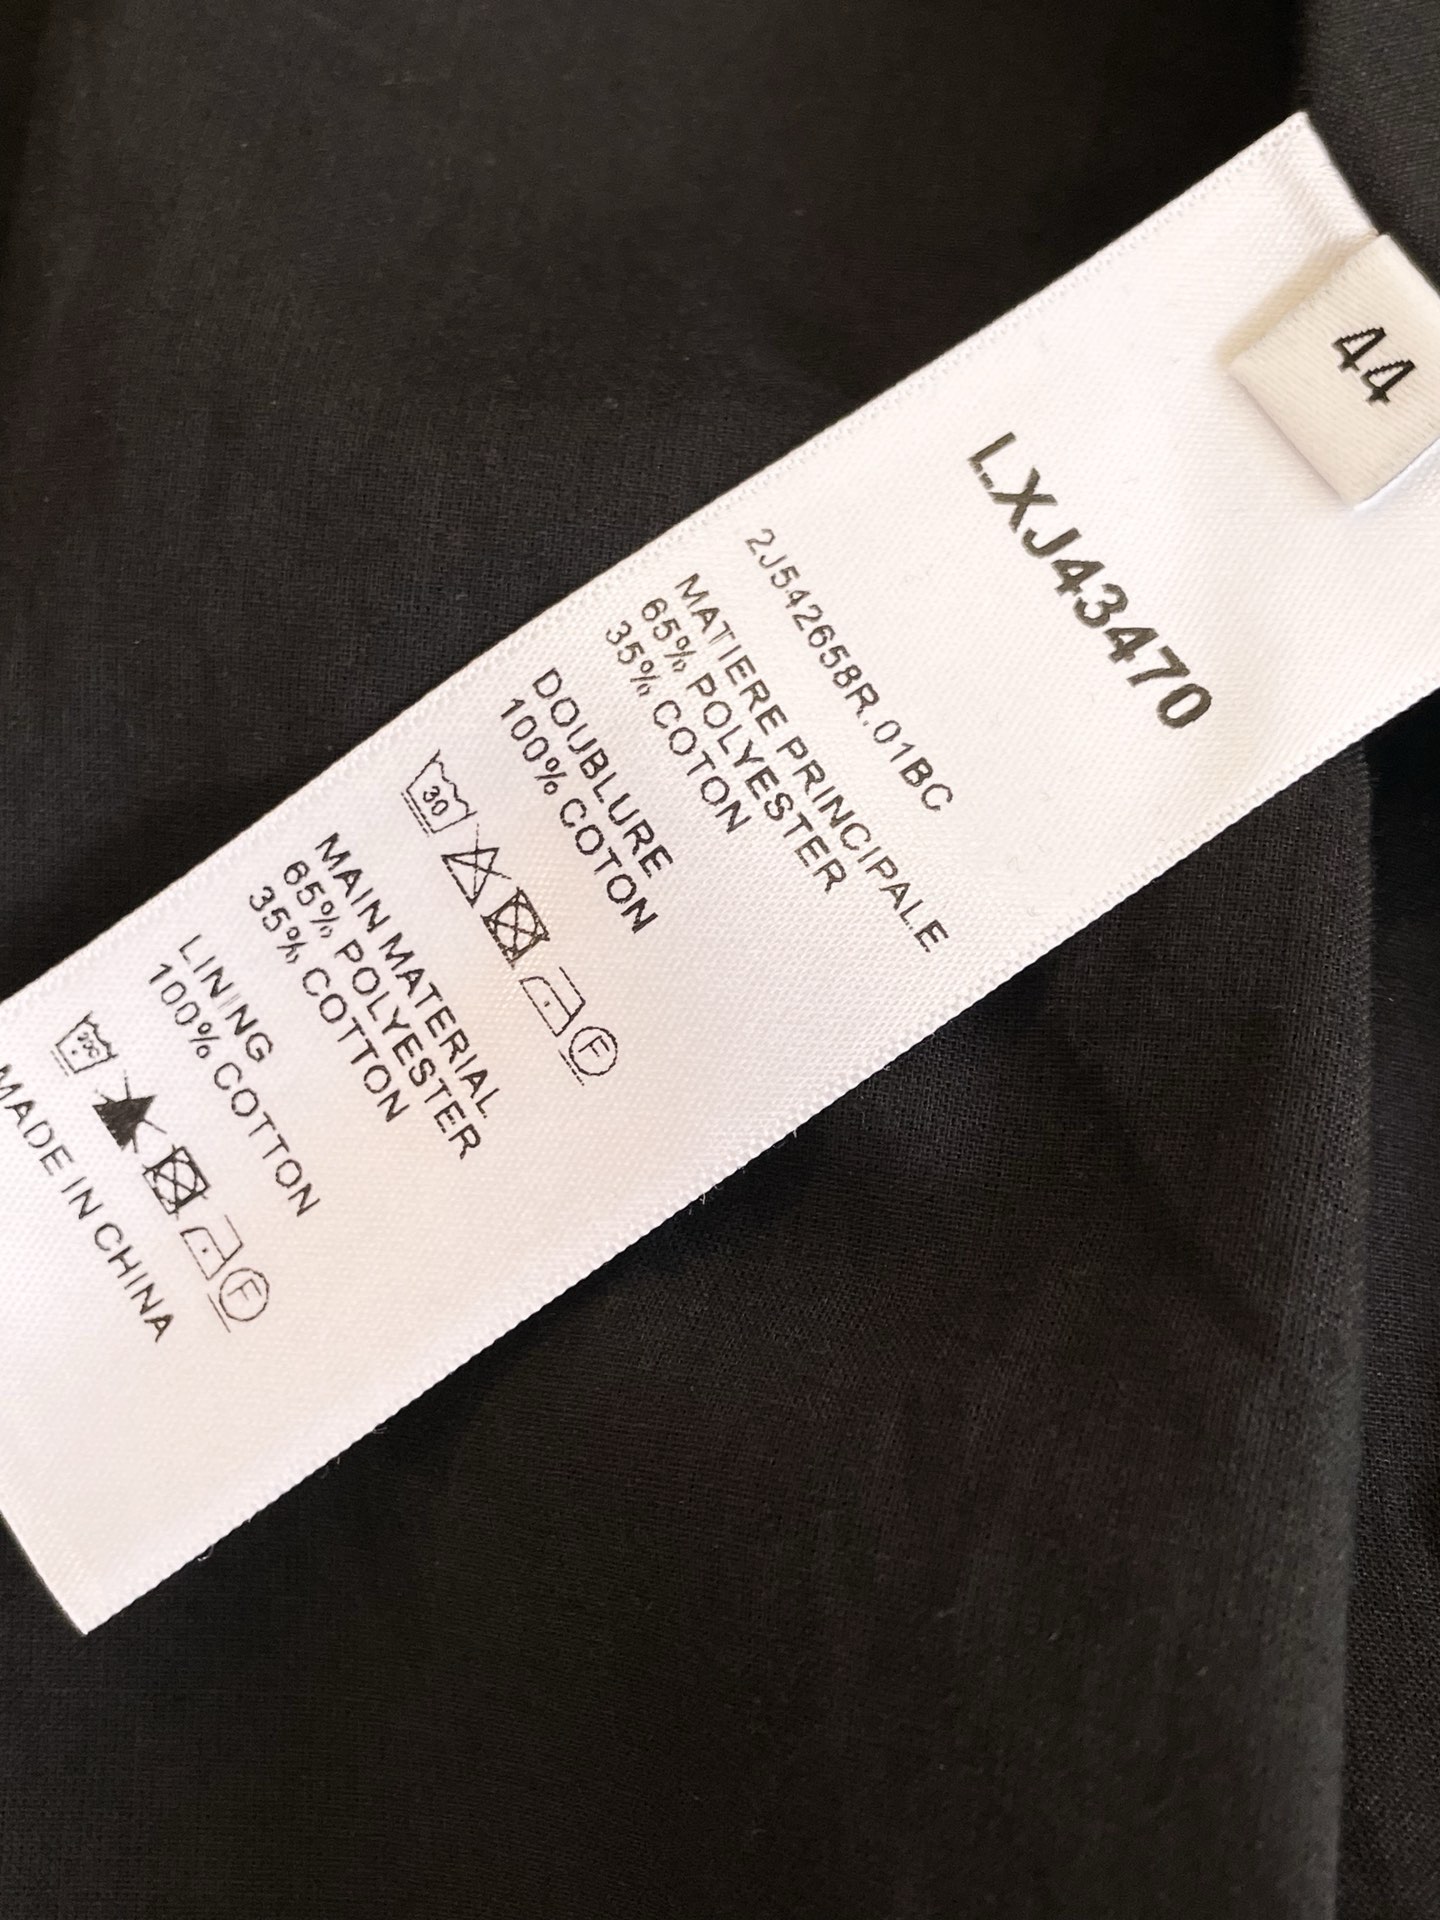 44
LXJ43470
2J542658R.01BC
MATIERE PRINCIPALE
65% POLYESTER
35% COTON
DOUBLURE
100% COTON
30
F
MAIN MATERIAL
65% POLYESTER
35% COTTON
LINING
100% COTTON
F
MADE IN CHINA